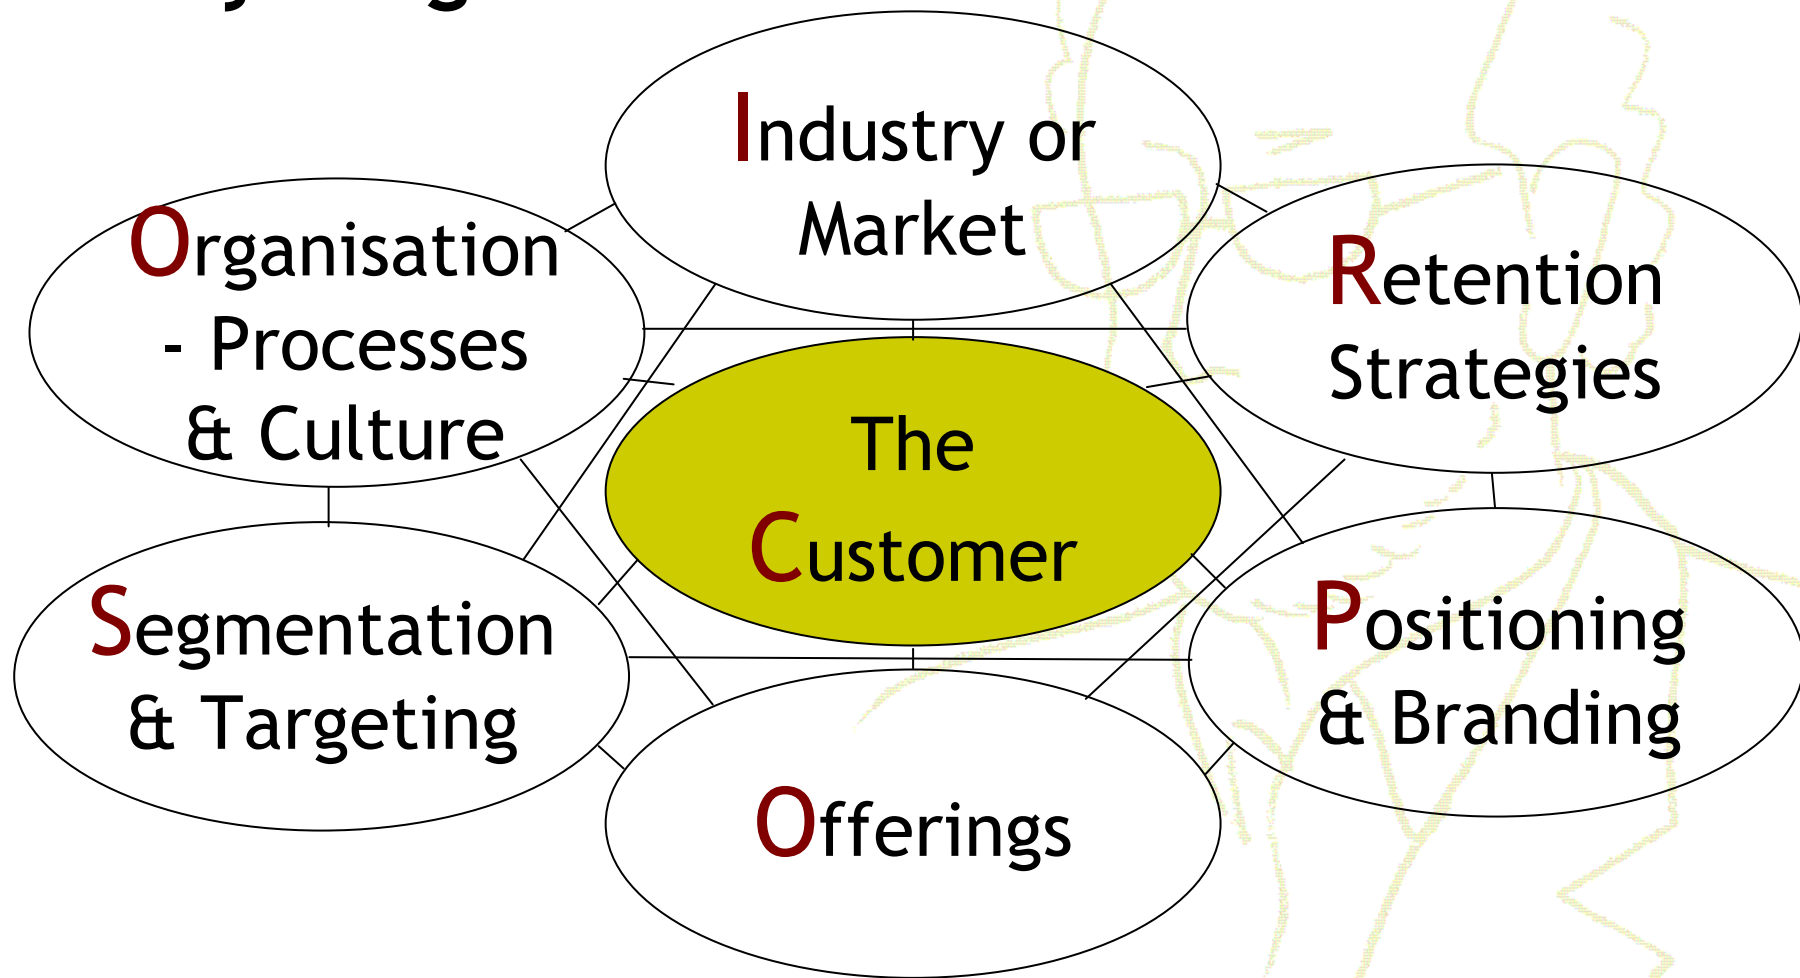 Industry or
Market
Organisation
- Processes
& Culture
Retention
Strategies
The
Customer
Segmentation
& Targeting
Positioning
& Branding
Offerings